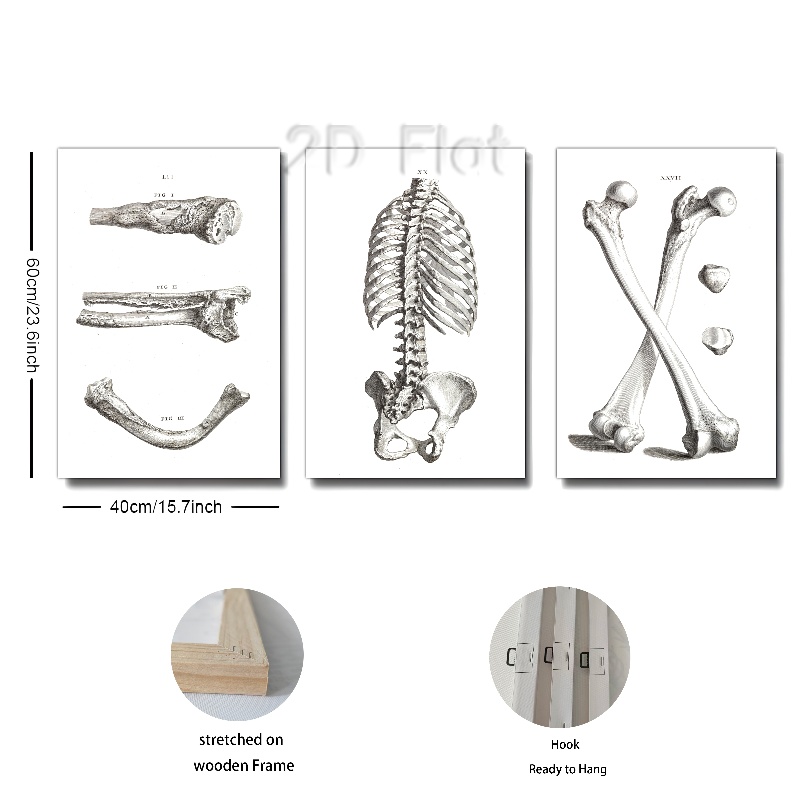 2D Flat
LII
FIG I
FIG II
A
FIG III
XX
XXVII
60cm/23.6inch
40cm/15.7inch
stretched on
wooden Frame
Hook
Ready to Hang